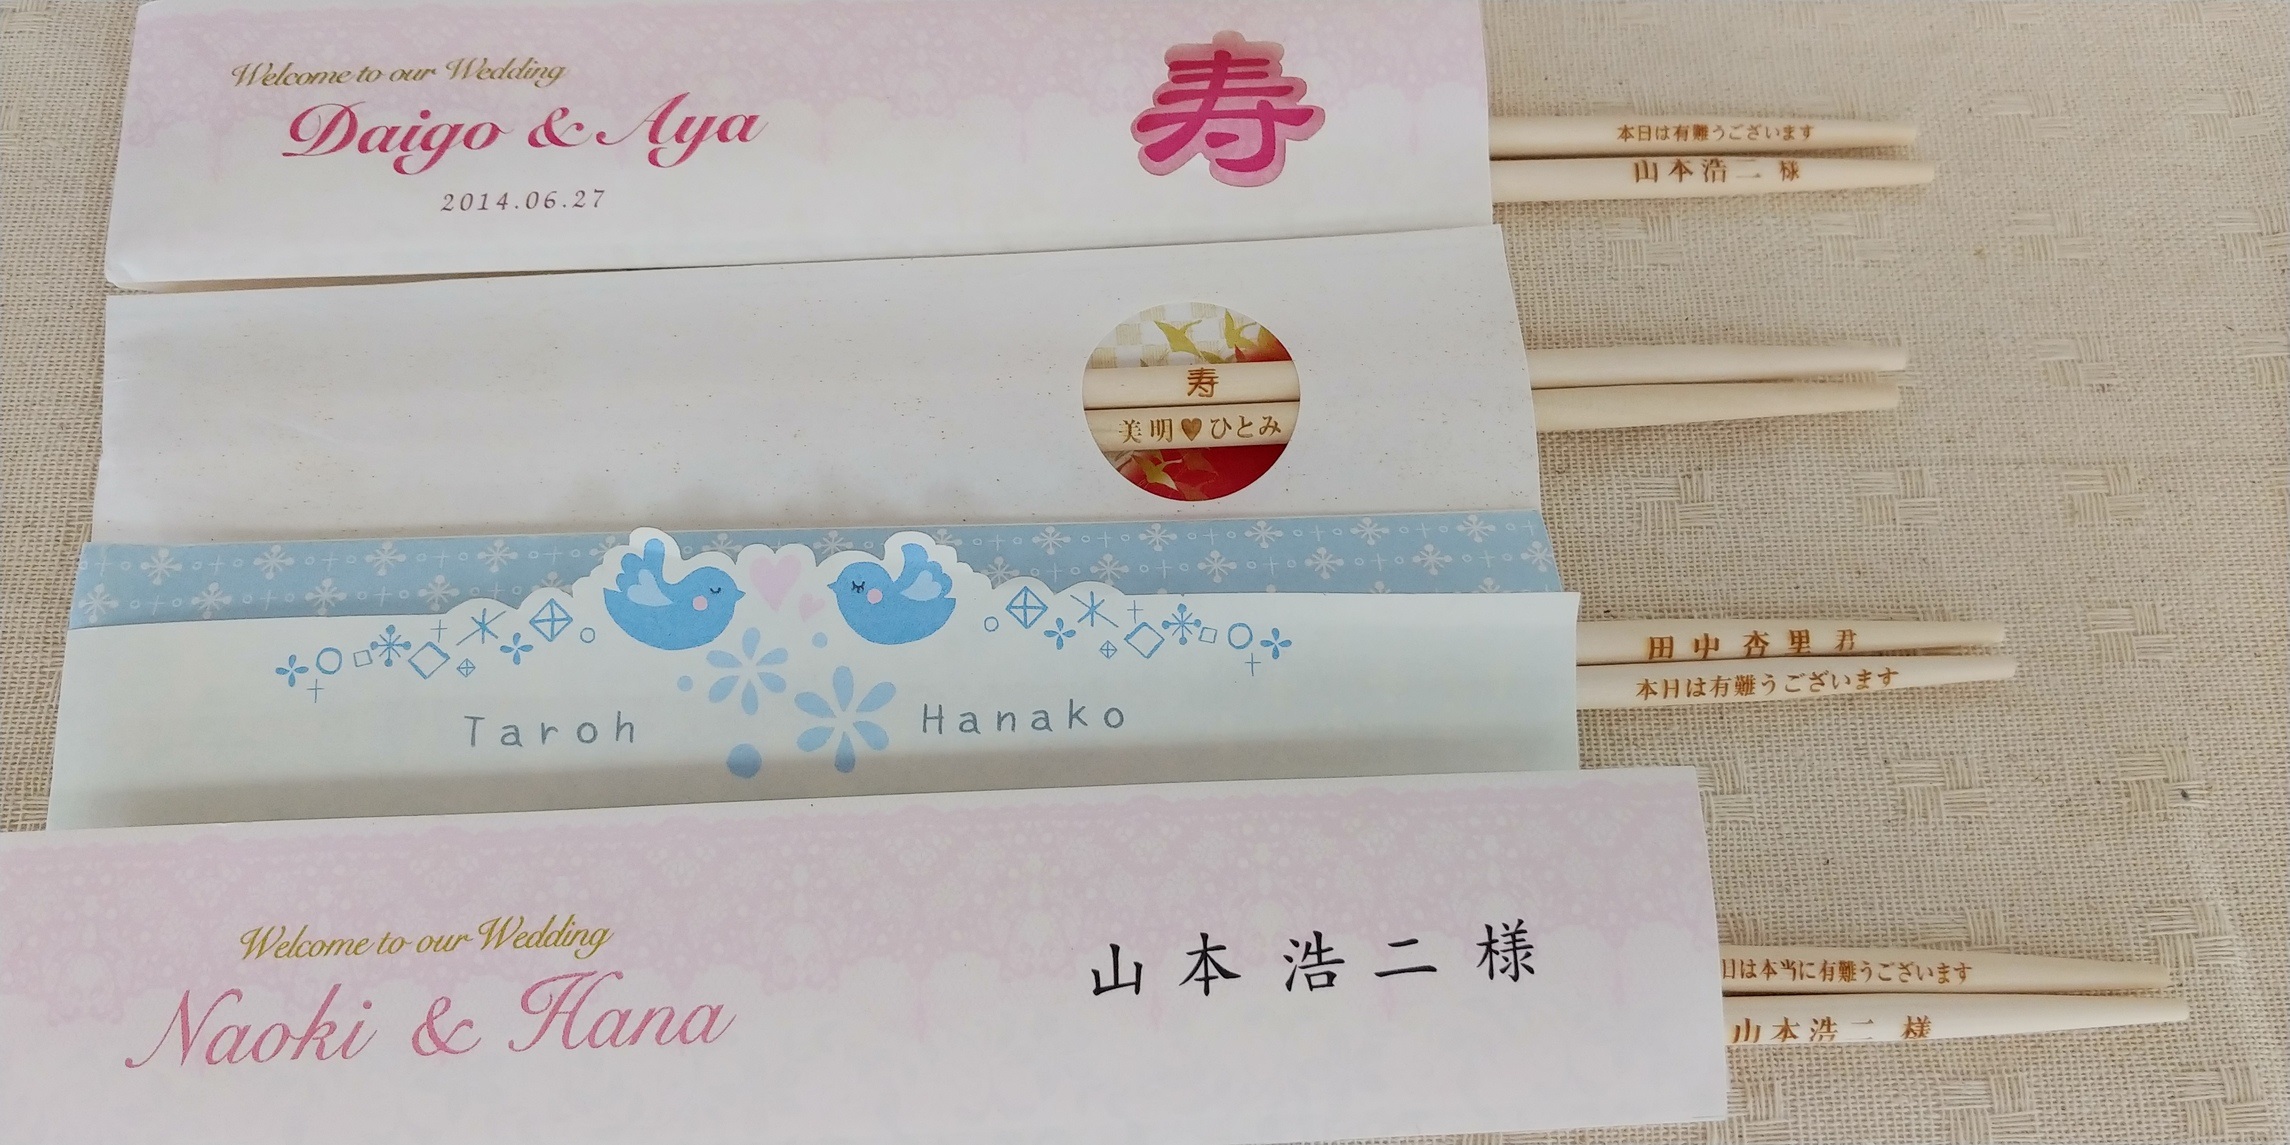 Welcome to our Wedding
Daigo & Aya
2014.06.27
寿
本日は有難うございます
山本浩二 様
寿
美明♥ひとみ
Taroh
Hanako
田中 杏里 君
本日は有難うございます
Welcome to our Wedding
Naoki & Hana
山本浩二様
日は本当に有難うございます
山本浩二 様